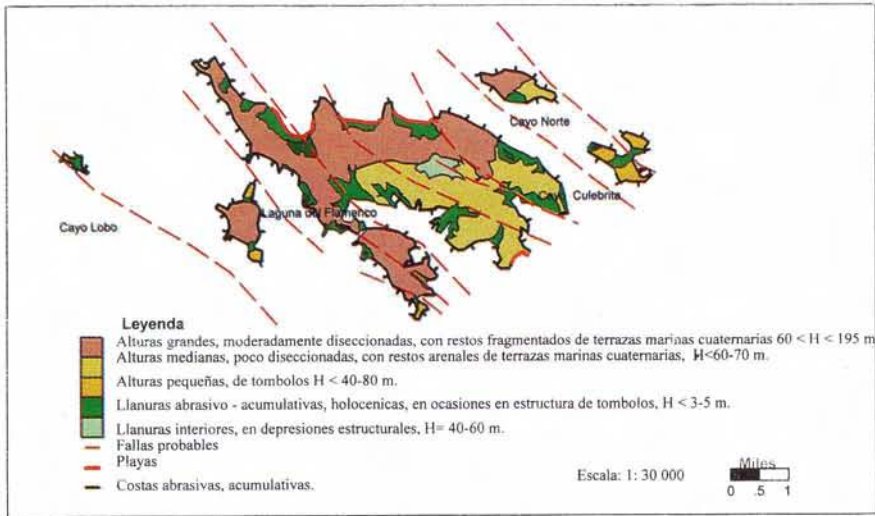 Cayo Norte
Culebrita
Laguna del Flamenco
Cayo Lobo
Leyenda
Alturas grandes, moderadamente diseccionadas, con restos fragmentados de terrazas marinas cuaternarias 60 < H < 195 m
Alturas medianas, poco diseccionadas, con restos arenales de terrazas marinas cuaternarias, H<60-70 m.
Alturas pequeñas, de tombolos H < 40-80 m.
Llanuras abrasivo - acumulativas, holocenicas, en ocasiones en estructura de tombolos, H < 3-5 m.
Llanuras interiores, en depresiones estructurales, H= 40-60 m.
Fallas probables
Playas
Costas abrasivas, acumulativas.
Escala: 1: 30 000
Miles
0 .5 1